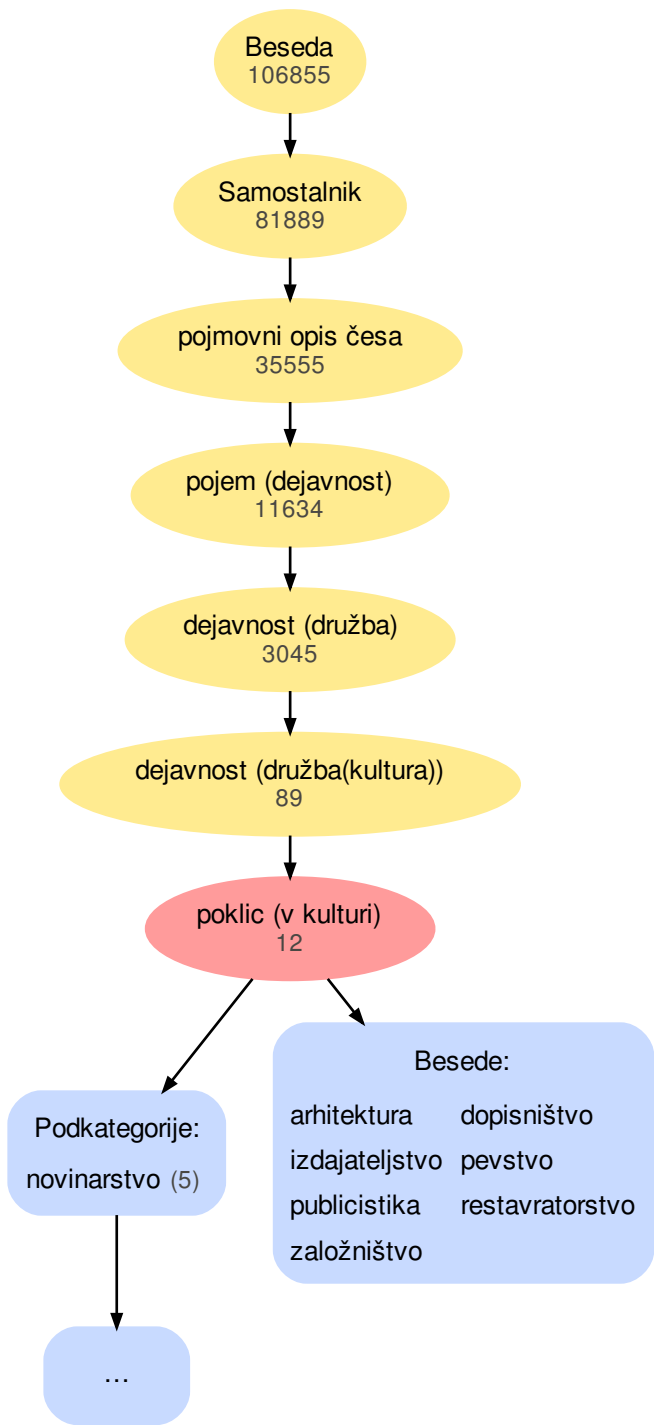 Beseda
106855
Samostalnik
81889
pojmovni opis česa
35555
pojem (dejavnost)
11634
dejavnost (družba)
3045
dejavnost (družba(kultura))
89
poklic (v kulturi)
12
Podkategorije:
novinarstvo (5)
...
Besede:
arhitektura dopisništvo
izdajateljstvo pevstvo
publicistika restavratorstvo
založništvo